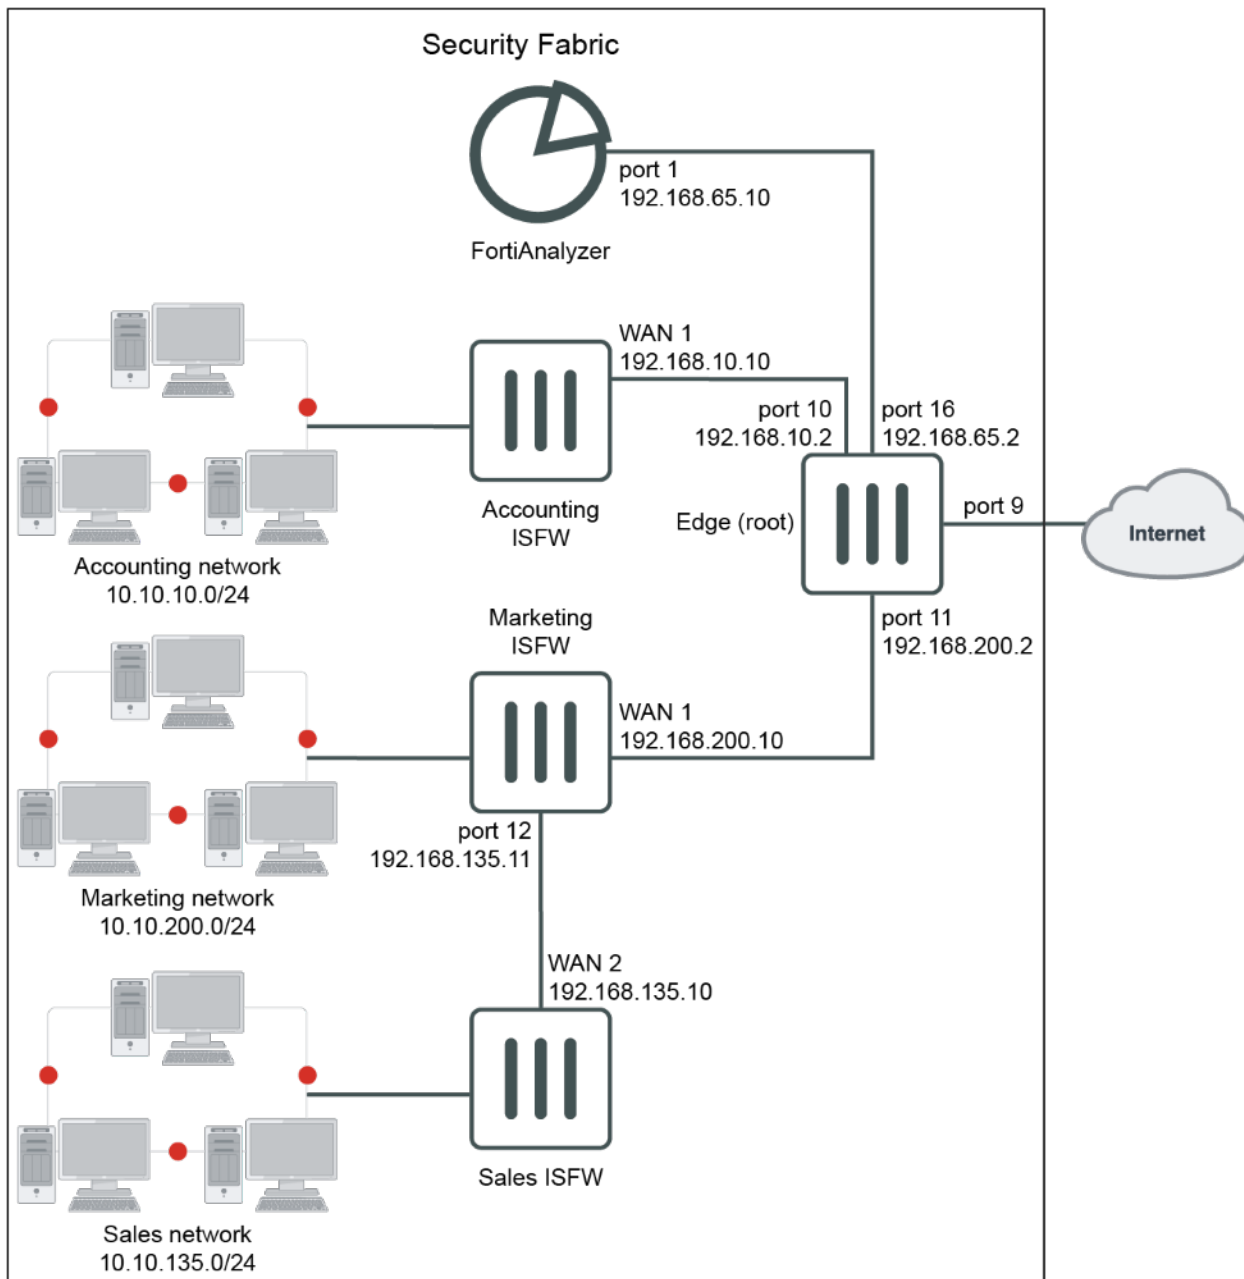 Security Fabric
port 1
192.168.65.10
FortiAnalyzer
WAN 1
192.168.10.10
port 10
192.168.10.2
port 16
192.168.65.2
Accounting
ISFW
Edge (root)
port 9
Internet
Accounting network
10.10.10.0/24
Marketing
ISFW
port 11
192.168.200.2
WAN 1
192.168.200.10
port 12
192.168.135.11
Marketing network
10.10.200.0/24
WAN 2
192.168.135.10
Sales ISFW
Sales network
10.10.135.0/24